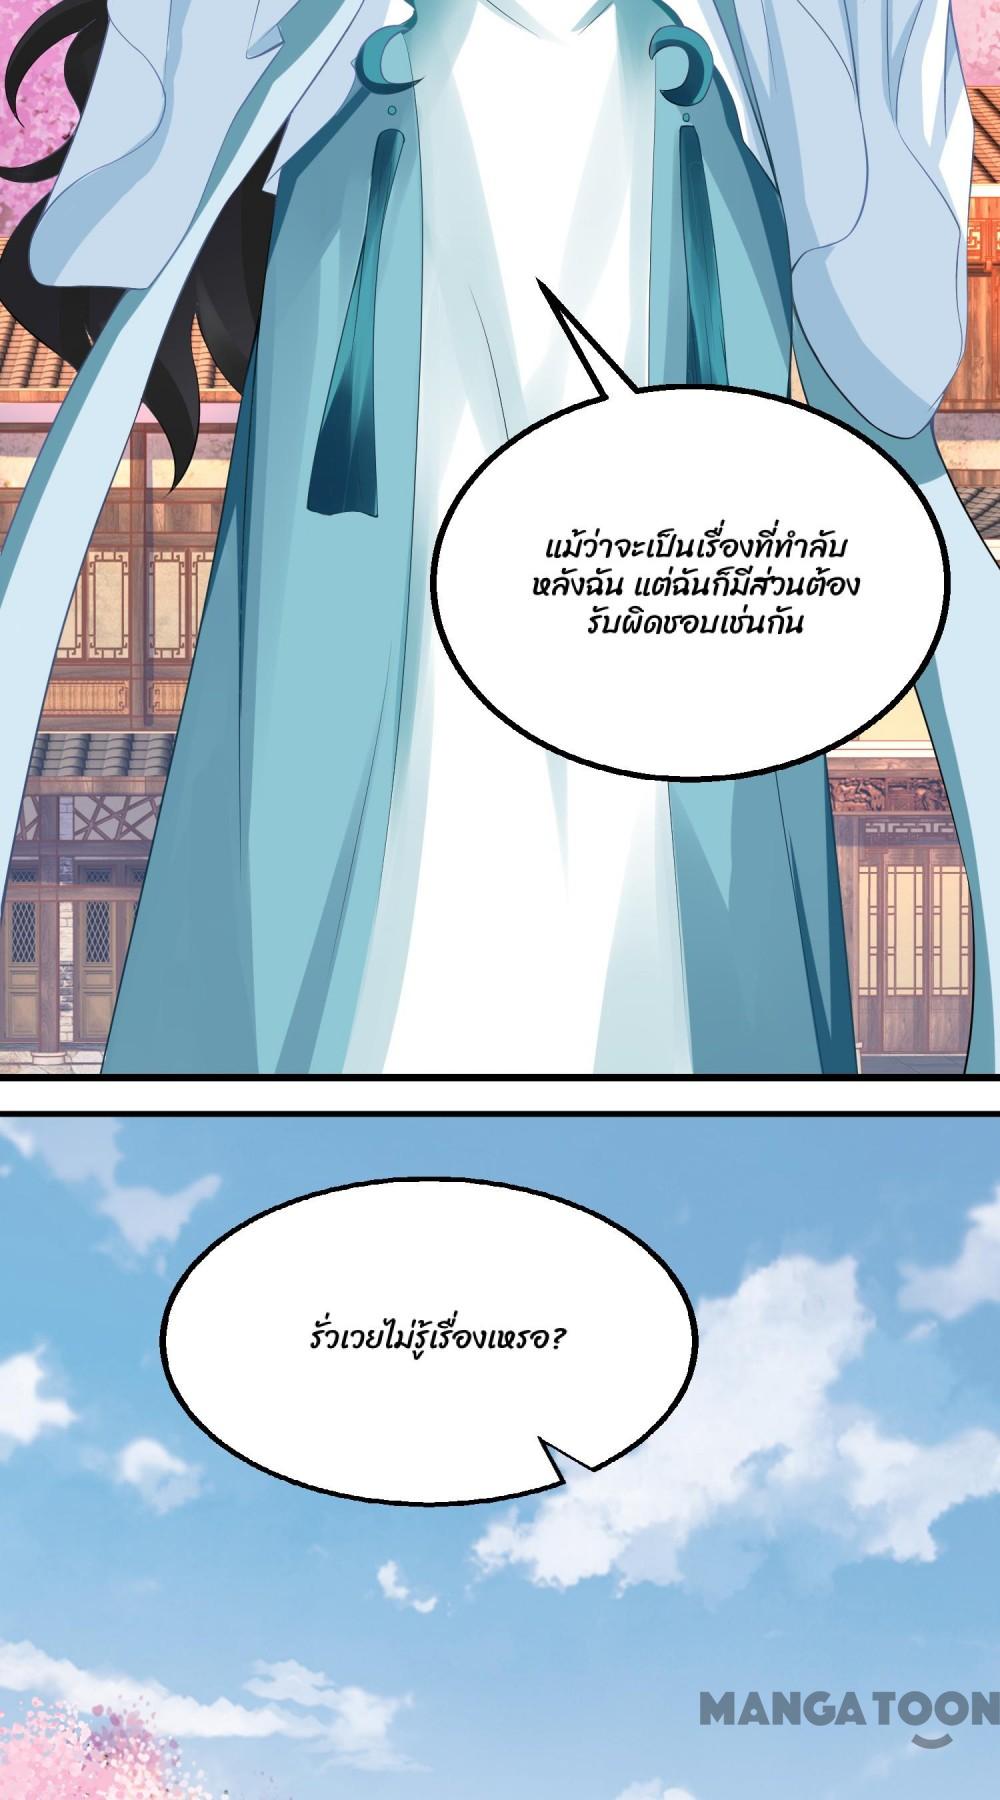 แม้ว่าจะเป็นเรื่องที่ทำลับ
หลังฉัน แต่ฉันก็มีส่วนต้อง
รับผิดชอบเช่นกัน
รั่วเวยไม่รู้เรื่องเหรอ?
MANGA TOON